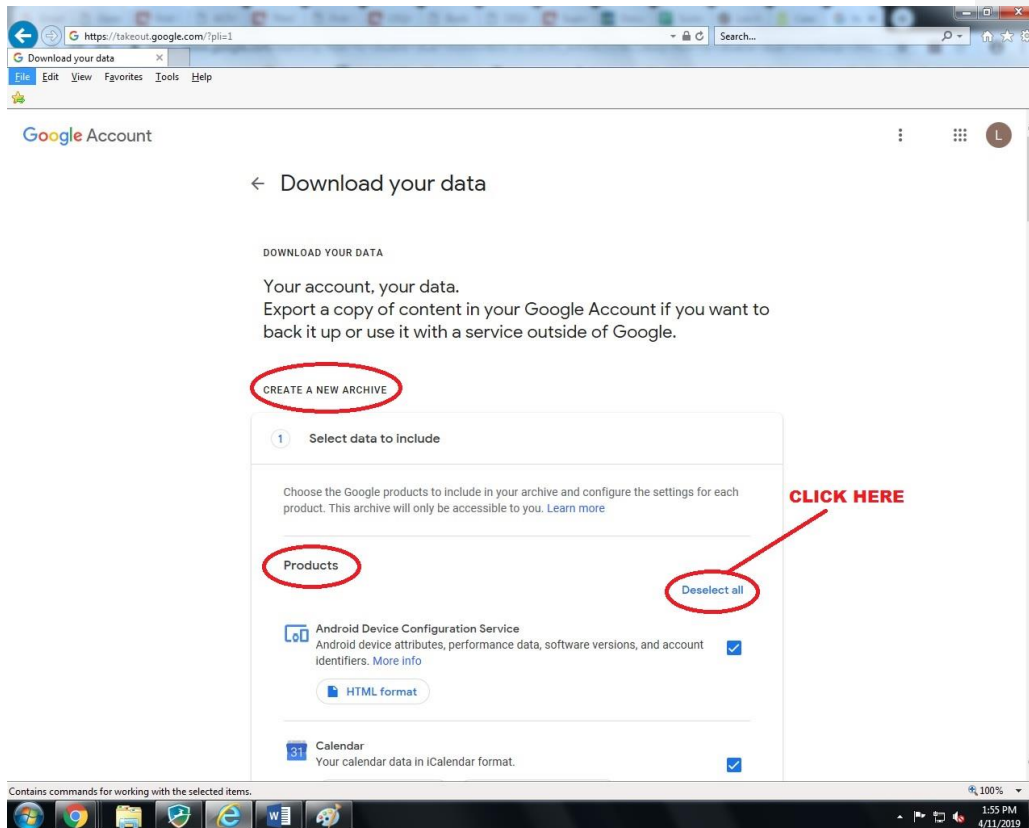 https://takeout.google.com/?pli=1
Search...
Download your data
File Edit View Favorites Tools Help
Google Account
L
Download your data
DOWNLOAD YOUR DATA
Your account, your data.
Export a copy of content in your Google Account if you want to
back it up or use it with a service outside of Google.
CREATE A NEW ARCHIVE
1 Select data to include
Choose the Google products to include in your archive and configure the settings for each
product. This archive will only be accessible to you. Learn more
CLICK HERE
Products
Deselect all
Android Device Configuration Service
Android device attributes, performance data, software versions, and account
identifiers. More info
HTML format
31
Calendar
Your calendar data in iCalendar format.
Contains commands for working with the selected items.
100%
1:55 PM
4/11/2019